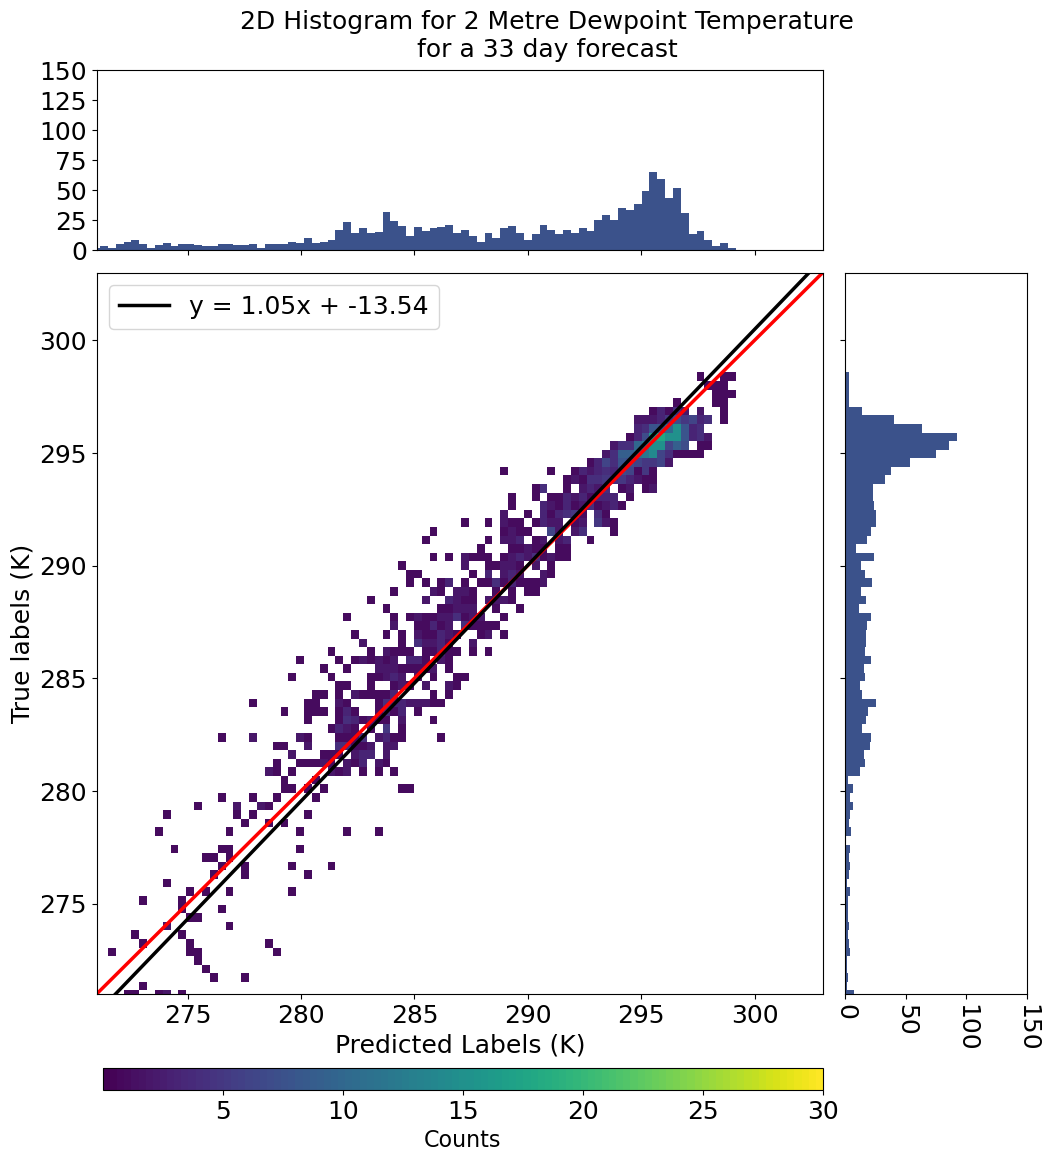 2D Histogram for 2 Metre Dewpoint Temperature
for a 33 day forecast
150
125
100
75
50
25
0
y = 1.05x + -13.54
300
295
290
285
280
275
True labels (K)
275 280 285 290 295 300
Predicted Labels (K)
0 50 100 150
5 10 15 20 25 30
Counts